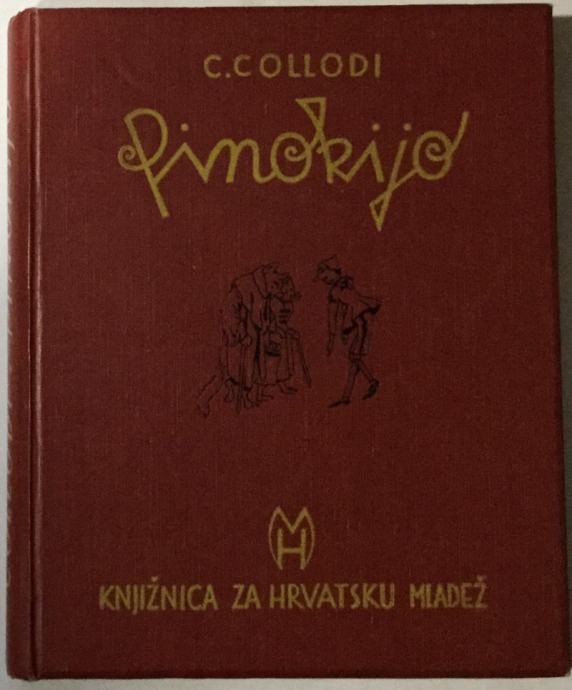 C. COLLODI
Pinokijo
MH
KNJIŽNICA ZA HRVATSKU MLADEŽ